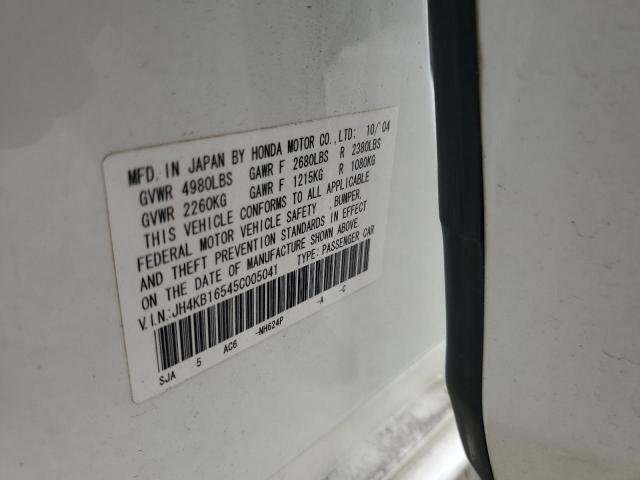 MFD. IN JAPAN BY HONDA MOTOR CO.,LTD: 10/'04
GVWR 4980LBS GAWR F 2680LBS R 2380LBS
GVWR 2260KG GAWR F 1215KG R 1080KG
THIS VEHICLE CONFORMS TO ALL APPLICABLE
FEDERAL MOTOR VEHICLE SAFETY ,BUMPER,
AND THEFT PREVENTION STANDARDS IN EFFECT
ON THE DATE OF MANUFACTURE SHOWN ABOVE.
V.I.N.:JH4KB16545C005041 TYPE: PASSENGER CAR
SJA 5 AC6 -NH624P -A -C